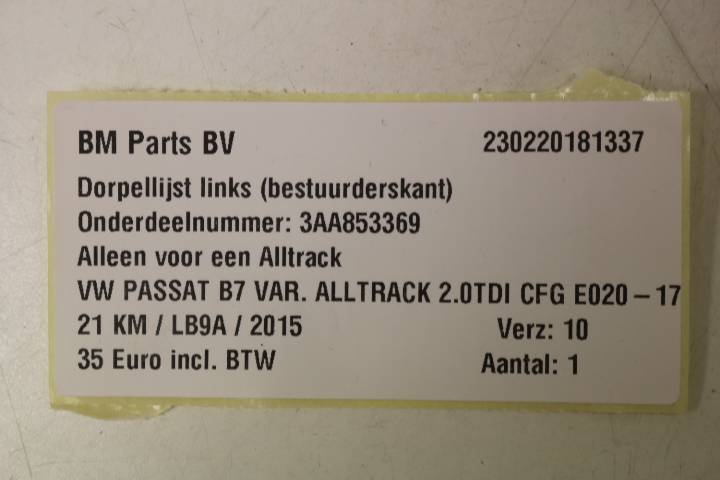 BM Parts BV 230220181337
Dorpellijst links (bestuurderskant)
Onderdeelnummer: 3AA853369
Alleen voor een Alltrack
VW PASSAT B7 VAR. ALLTRACK 2.0TDI CFG E020-17
21 KM / LB9A / 2015 Verz: 10
35 Euro incl. BTW Aantal: 1